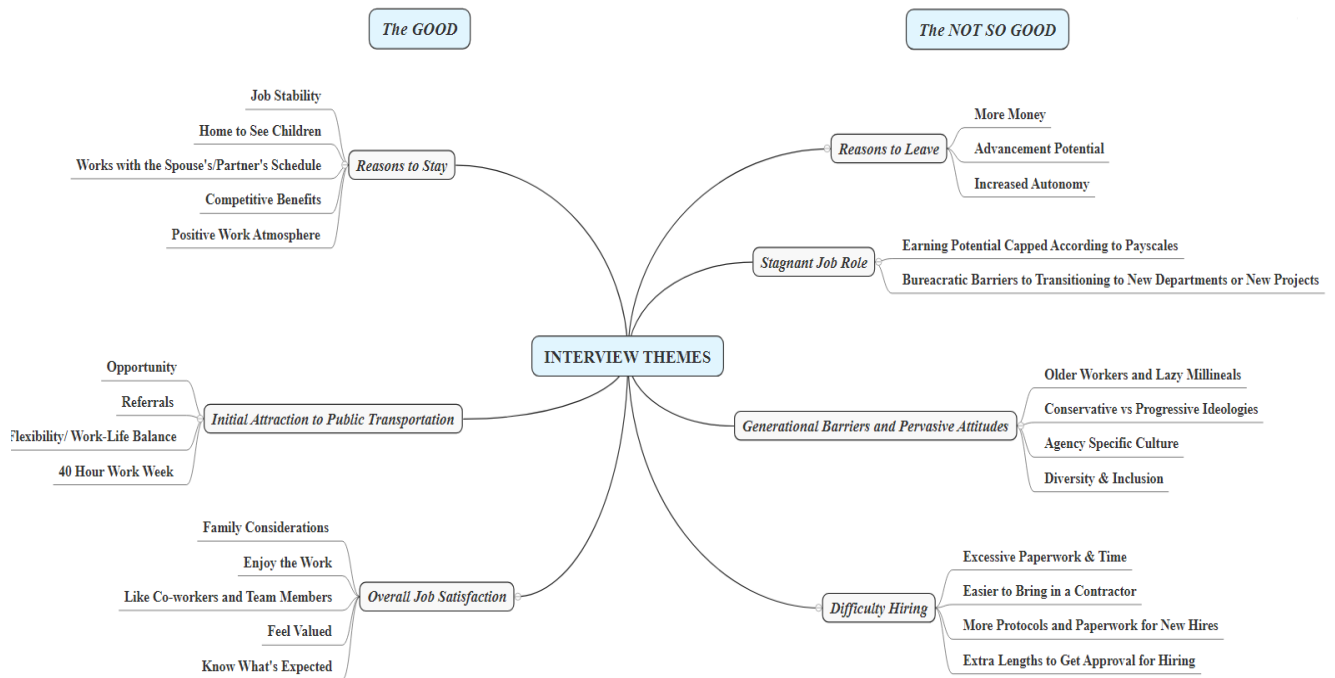 The GOOD
The NOT SO GOOD
Job Stability
Home to See Children
Works with the Spouse's/Partner's Schedule
Competitive Benefits
Positive Work Atmosphere
Reasons to Stay
Opportunity
Referrals
Flexibility/ Work-Life Balance
40 Hour Work Week
Initial Attraction to Public Transportation
Family Considerations
Enjoy the Work
Like Co-workers and Team Members
Feel Valued
Know What's Expected
Overall Job Satisfaction
INTERVIEW THEMES
Reasons to Leave
More Money
Advancement Potential
Increased Autonomy
Stagnant Job Role
Earning Potential Capped According to Payscales
Bureacratic Barriers to Transitioning to New Departments or New Projects
Generational Barriers and Pervasive Attitudes
Older Workers and Lazy Millineals
Conservative vs Progressive Ideologies
Agency Specific Culture
Diversity & Inclusion
Difficulty Hiring
Excessive Paperwork & Time
Easier to Bring in a Contractor
More Protocols and Paperwork for New Hires
Extra Lengths to Get Approval for Hiring